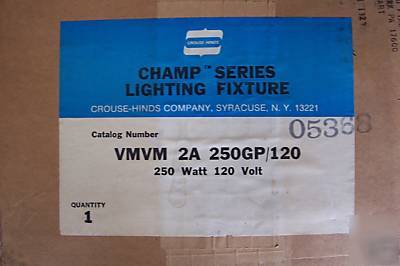 CROUSE-HINDS
CHAMP™ SERIES
LIGHTING FIXTURE
CROUSE-HINDS COMPANY, SYRACUSE, N. Y. 13221
Catalog Number
05368
VMVM 2A 250GP/120
250 Watt 120 Volt
QUANTITY
1